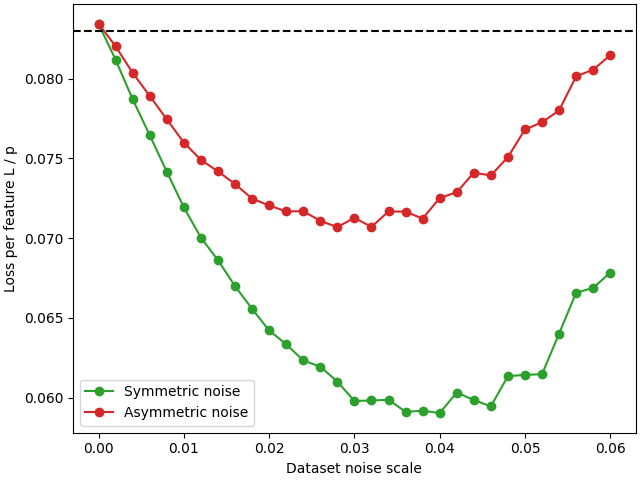 0.080
0.075
0.070
0.065
0.060
Loss per feature L / p
Symmetric noise
Asymmetric noise
0.00 0.01 0.02 0.03 0.04 0.05 0.06
Dataset noise scale